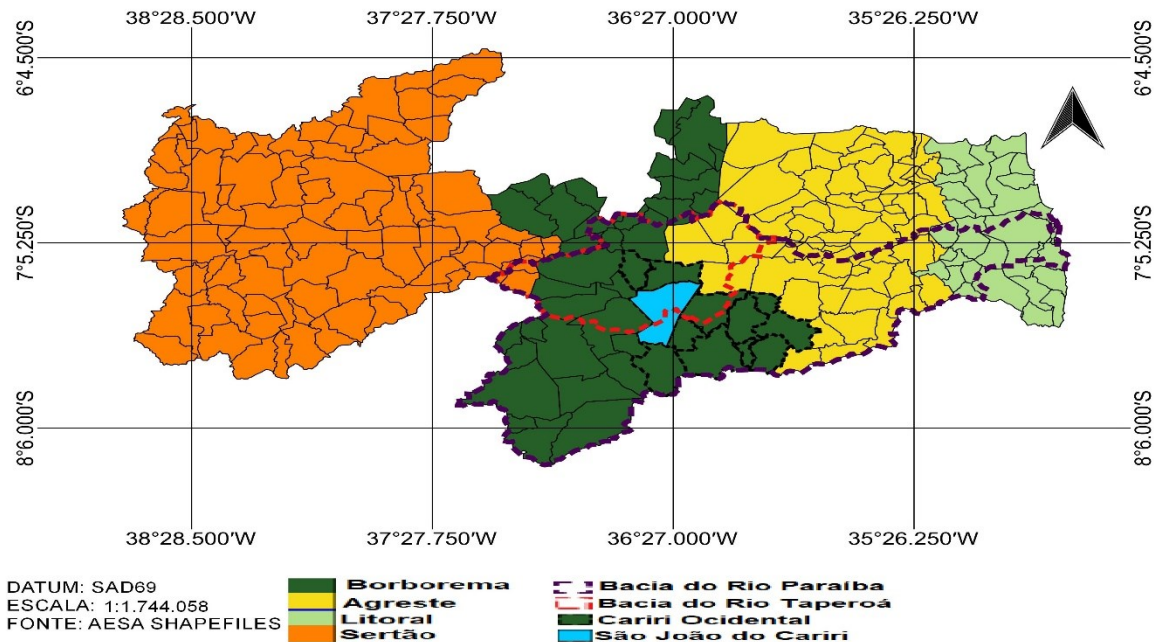 38°28.500'W 37°27.750'W 36°27.000'W 35°26.250'W
6°4.500'S 6°4.500'S
7°5.250'S 7°5.250'S
8°6.000'S 8°6.000'S
38°28.500'W 37°27.750'W 36°27.000'W 35°26.250'W
DATUM: SAD69
ESCALA: 1:1.744.058
FONTE: AESA SHAPEFILES
Borborema
Agreste
Litoral
Sertão
Bacia do Rio Paraíba
Bacia do Rio Taperoá
Cariri Ocidental
São João do Cariri